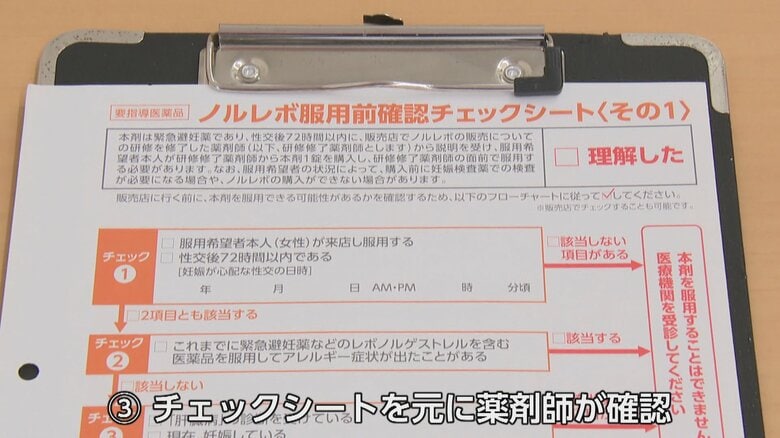 要指導医薬品
ノルレボ服用前確認チェックシート〈その1〉
本剤は緊急避妊薬であり、性交後72時間以内に、販売店でノルレボの販売について
の研修を修了した薬剤師（以下、研修修了薬剤師とします）から説明を受け、服用希
望者本人が研修修了薬剤師から本剤1錠を購入し、研修修了薬剤師の面前で服用す
る必要があります。なお、服用希望者の状況によって、購入前に妊娠検査薬での検査
が必要になる場合や、ノルレボの購入ができない場合があります。
□ 理解した
販売店に行く前に、本剤を服用できる可能性があるかを確認するため、以下のフローチャートに従って✓してください。
※販売店でチェックすることも可能です。
チェック
1
□ 服用希望者本人（女性）が来店し服用する
□ 性交後72時間以内である
[妊娠が心配な性交の日時]
年 月 日 AM・PM 時 分頃
□該当しない
項目がある
□2項目とも該当する
チェック
2
□ これまでに緊急避妊薬などのレボノルゲストレルを含む
医薬品を服用してアレルギー症状が出たことがある
□該当する
□該当しない
本剤を服用することはできません
医療機関を受診してください
現在、妊娠している
③ チェックシートを元に薬剤師が確認